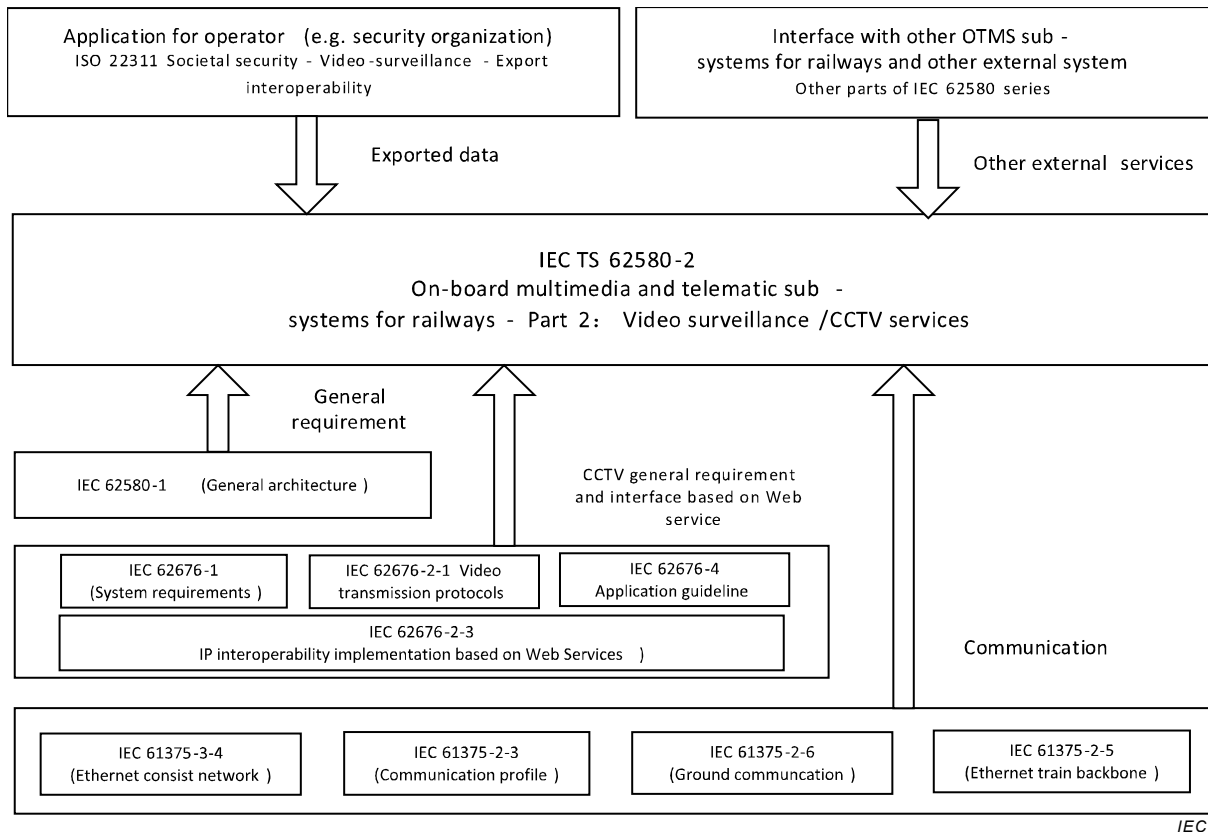 Application for operator (e.g. security organization)
ISO 22311 Societal security - Video-surveillance - Export
interoperability
Interface with other OTMS sub -
systems for railways and other external system
Other parts of IEC 62580 series
Exported data
Other external services
IEC TS 62580-2
On-board multimedia and telematic sub -
systems for railways - Part 2: Video surveillance /CCTV services
General
requirement
IEC 62580-1 (General architecture )
CCTV general requirement
and interface based on Web
service
IEC 62676-1
(System requirements )
IEC 62676-2-1 Video
transmission protocols
IEC 62676-4
Application guideline
IEC 62676-2-3
IP interoperability implementation based on Web Services )
Communication
IEC 61375-3-4
(Ethernet consist network )
IEC 61375-2-3
(Communication profile )
IEC 61375-2-6
(Ground communcation )
IEC 61375-2-5
(Ethernet train backbone )
IEC